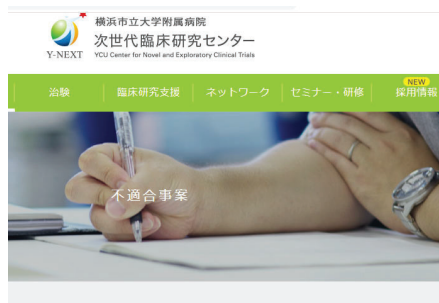 横浜市立大学附属病院
次世代臨床研究センター
Y-NEXT
YCU Center for Novel and Exploratory Clinical Trials
治験
臨床研究支援
ネットワーク
セミナー・研修
NEW
採用情報
不適合事案